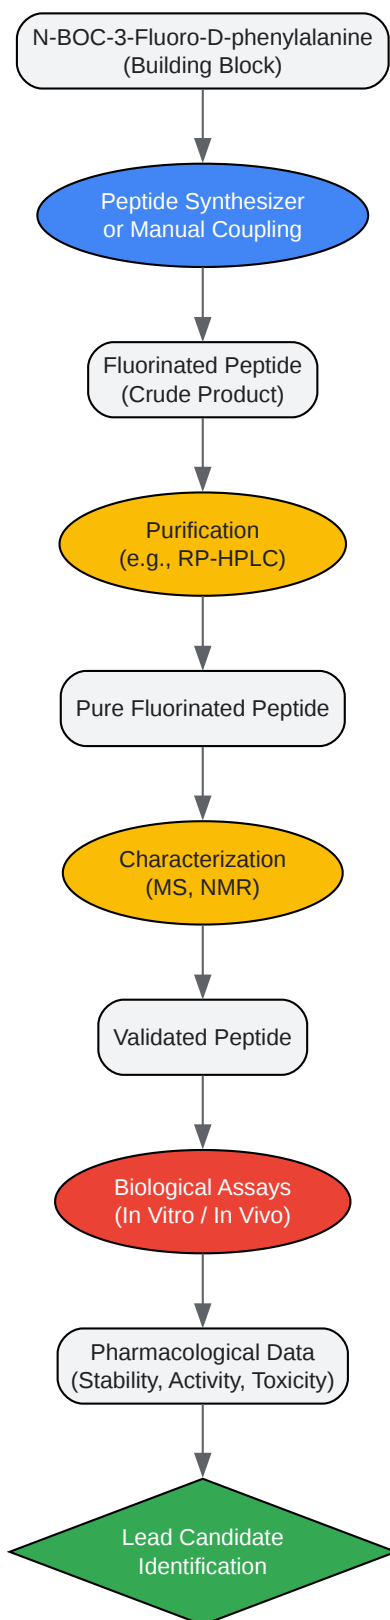 N-BOC-3-Fluoro-D-phenylalanine
(Building Block)
Peptide Synthesizer
or Manual Coupling
Fluorinated Peptide
(Crude Product)
Purification
(e.g., RP-HPLC)
Pure Fluorinated Peptide
Characterization
(MS, NMR)
Validated Peptide
Biological Assays
(In Vitro / In Vivo)
Pharmacological Data
(Stability, Activity, Toxicity)
Lead Candidate
Identification